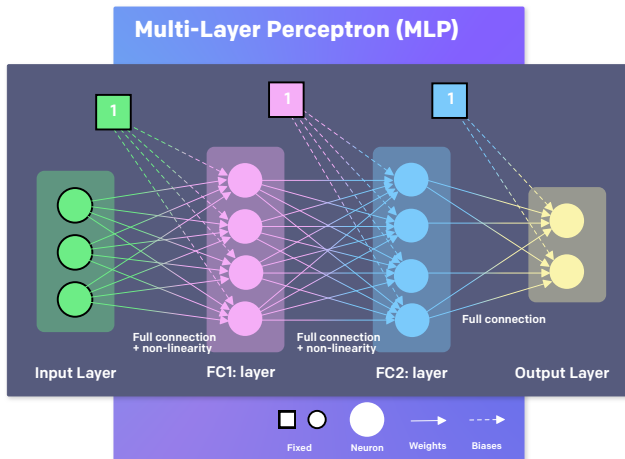 Multi-Layer Perceptron (MLP)
1
1
1
Full connection
+ non-linearity
Full connection
+ non-linearity
Full connection
Input Layer
FC1: layer
FC2: layer
Output Layer
Fixed
Neuron
Weights
Biases